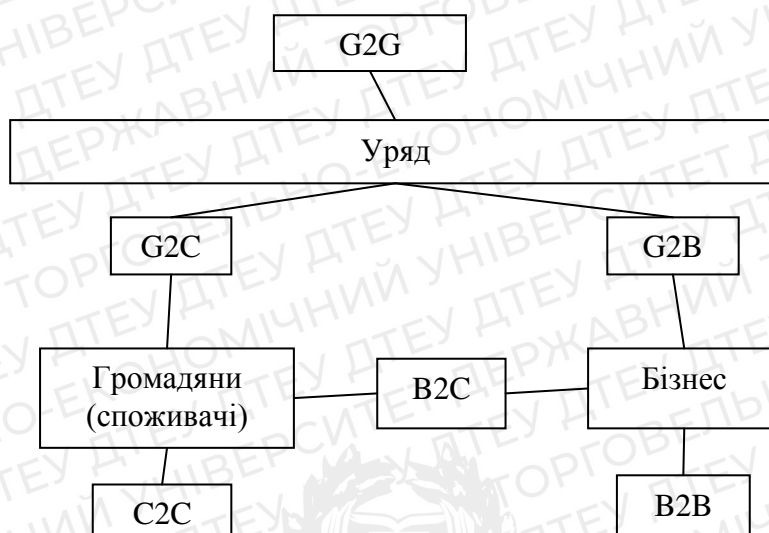 G2G
Уряд
G2C
G2B
Громадяни
(споживачі)
B2C
Бізнес
C2C
B2B